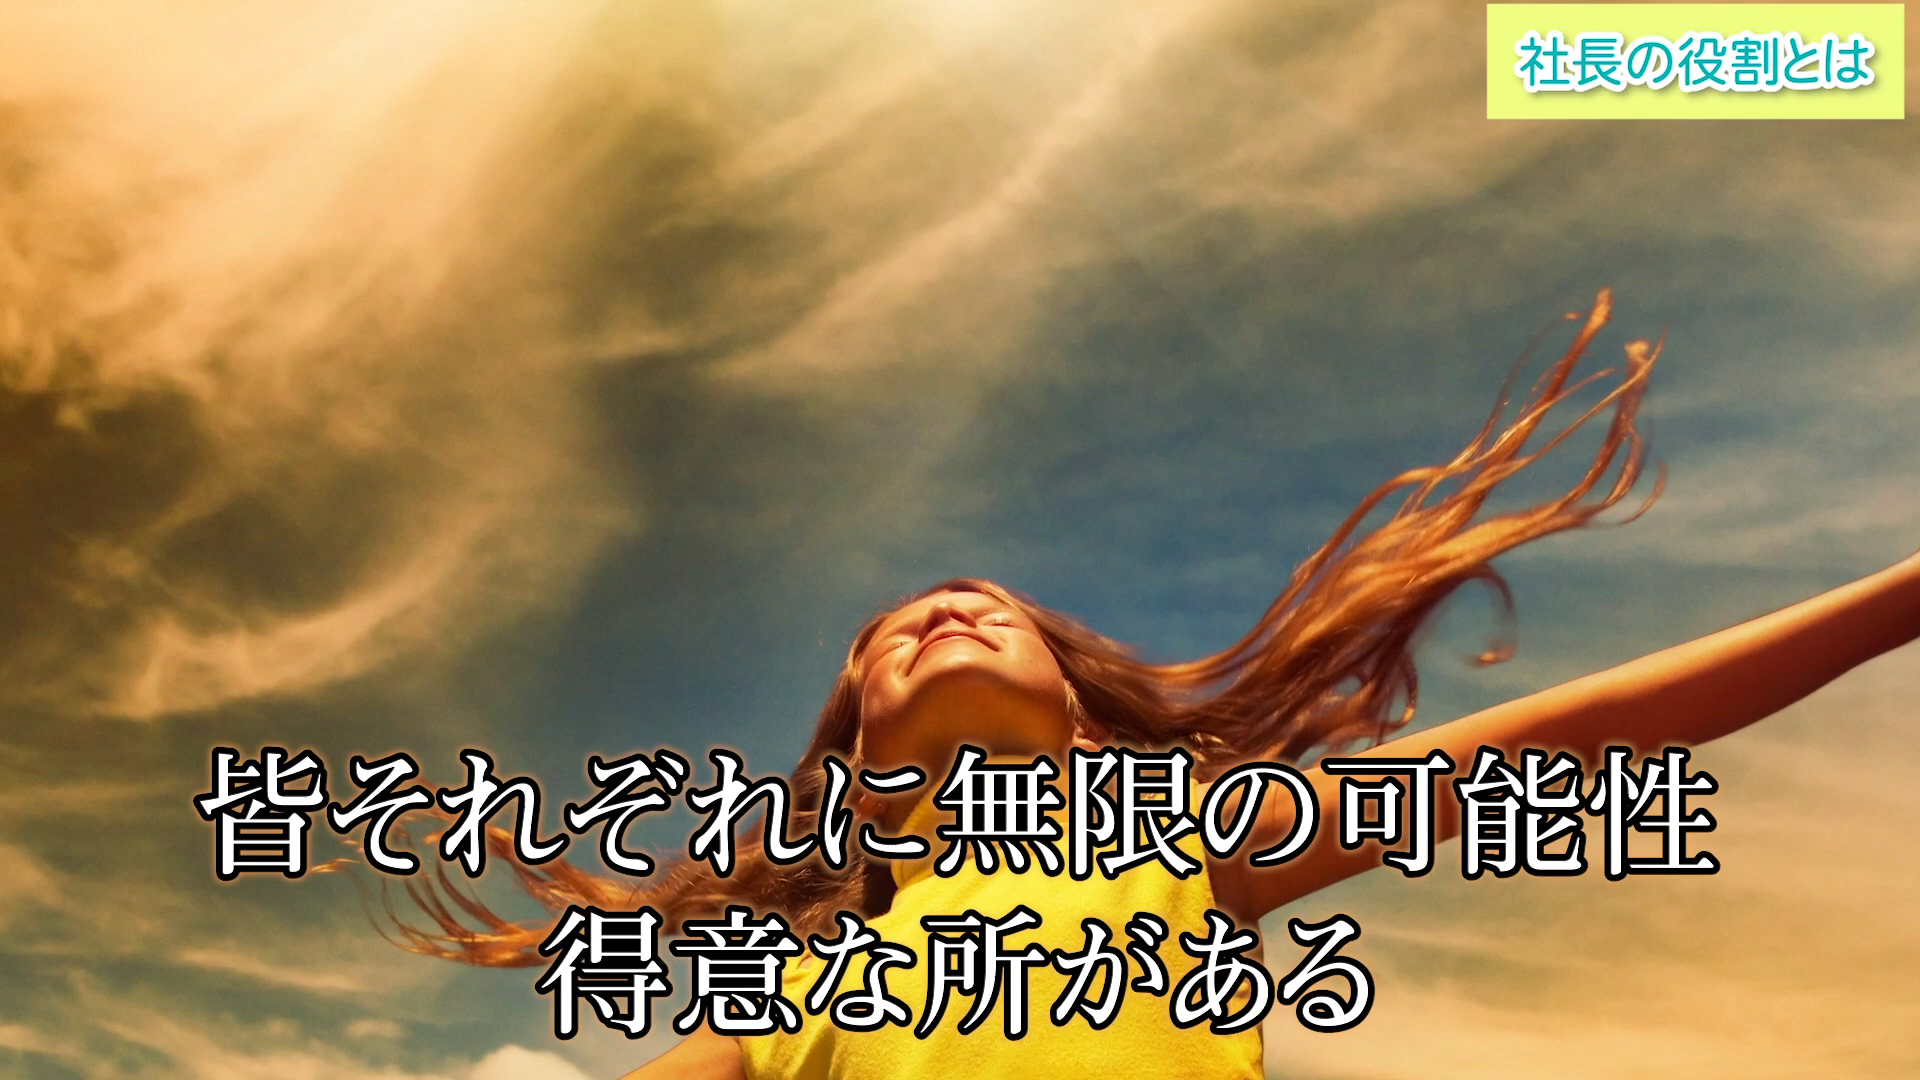 社長の役割とは
皆それぞれに無限の可能性
得意な所がある